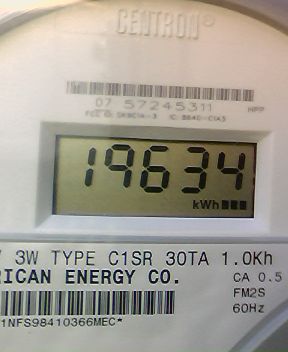 CENTRON®
07 57245311
19634
kWh
3W TYPE C1SR 30TA 1.0Kh
RICAN ENERGY CO.
CA 0.5
FM2S
60Hz
1NFS98410366MEC*